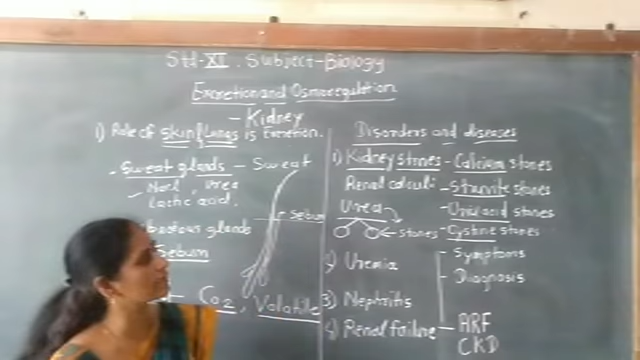 Std-XI. Subject-Biology
Excretion and Osmoregulation
- Kidney
1) Role of Skin & Lungs is Excretion.
- Sweat glands - Sweat
- Nacl, urea
lactic acid.
glands - Sebum
Sebum
CO2, Volatile
Disorders and diseases
1) Kidney stones - Calcium stones
Renal calculi - Struvite stones
Urea - Uric acid stones
stones - Cystine stones
- Symptoms
2) Uremia - Diagnosis
3) Nephritis
4) Renal failure - ARF
CKD